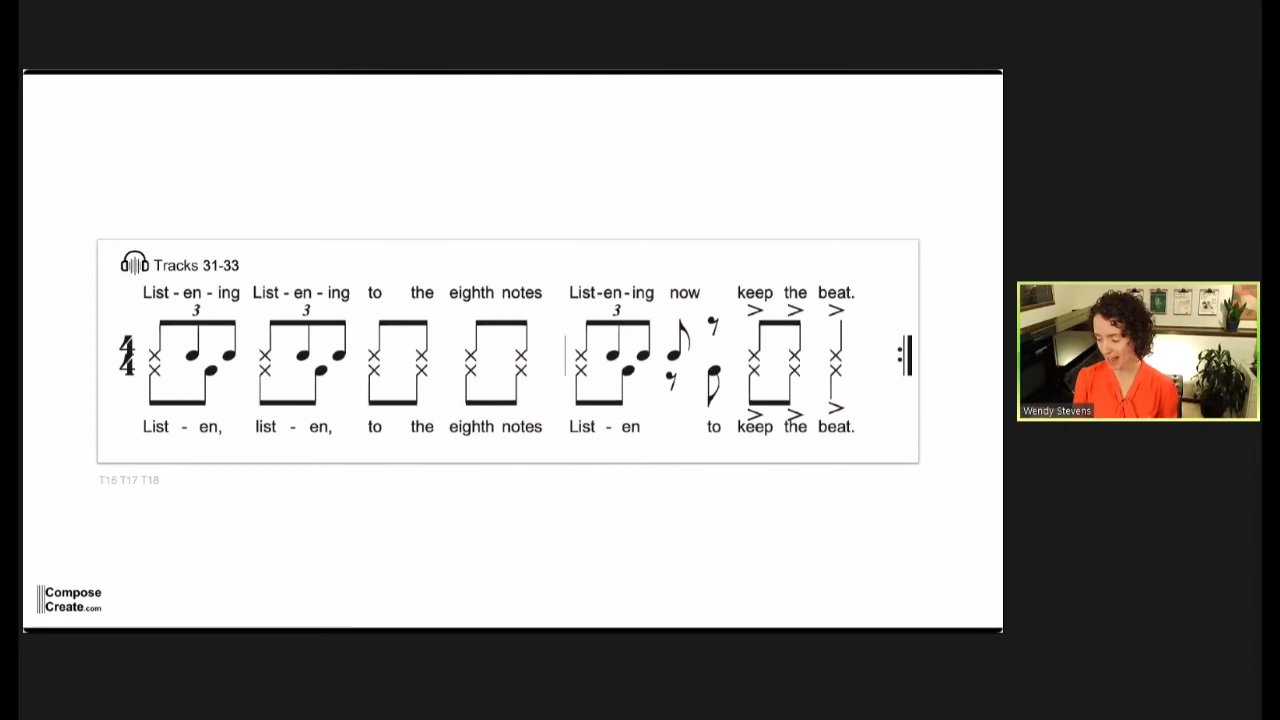 Tracks 31-33
List - en - ing List - en - ing to the eighth notes List-en-ing now keep the beat.
3 3 3
4
4
List - en, list - en, to the eighth notes List - en to keep the beat.
T16 T17 T18
Compose
Create.com
Wendy Stevens